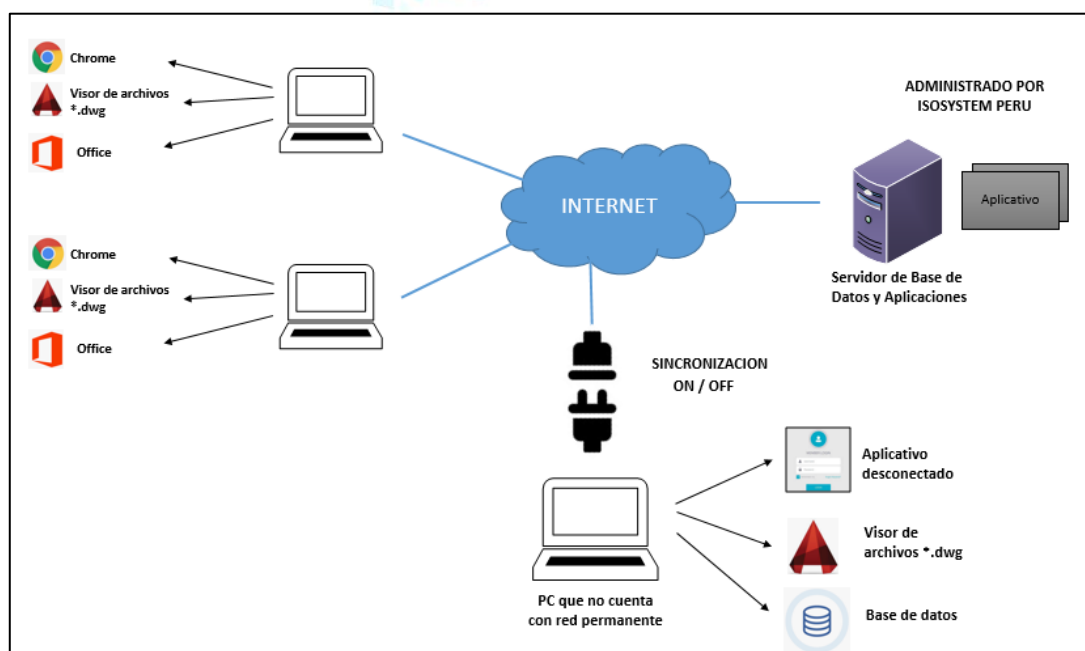 Chrome
Visor de archivos
*.dwg
Office
ADMINISTRADO POR
ISOSYSTEM PERU
INTERNET
Aplicativo
Servidor de Base de
Datos y Aplicaciones
Chrome
Visor de archivos
*.dwg
Office
SINCRONIZACION
ON / OFF
Aplicativo
desconectado
Visor de
archivos *.dwg
PC que no cuenta
con red permanente
Base de datos